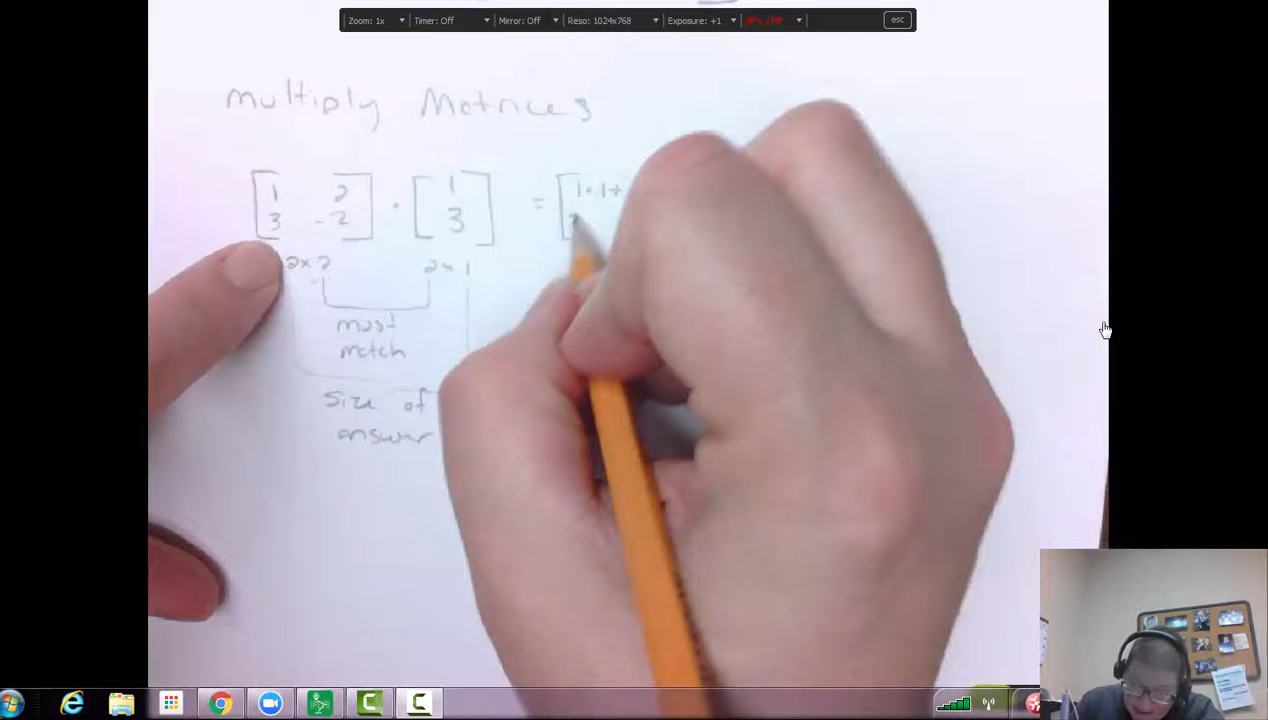 Zoom: 1x Timer: Off Mirror: Off Reso: 1024x768 Exposure: +1 esc
multiply Matrices
1 2 · 1 = 1·1+
3 -2 3
2x2 2x1
must
match
size of
answer